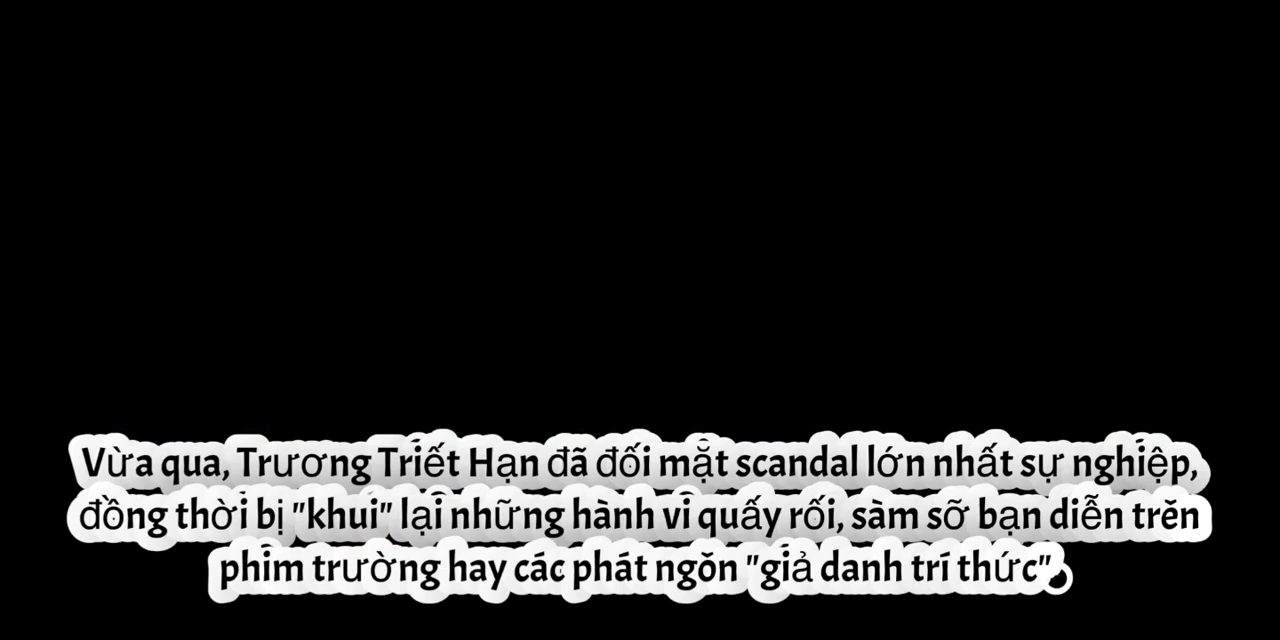 Vừa qua, Trương Triết Hạn đã đối mặt scandal lớn nhất sự nghiệp,
đồng thời bị "khui" lại những hành vi quấy rối, sàm sỡ bạn diễn trên
phim trường hay các phát ngôn "giả danh trí thức".